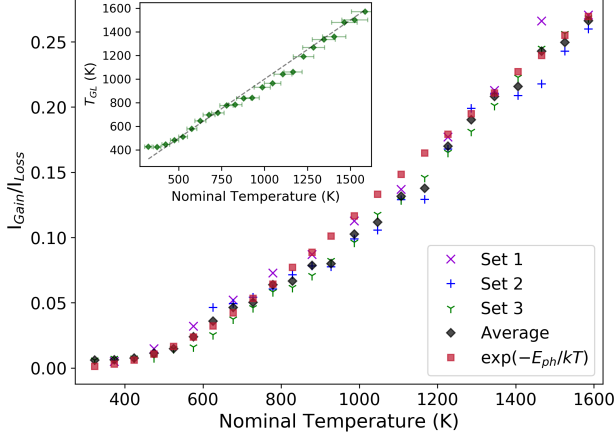 1600
1400
1200
1000
800
600
400
T_GL (K)
500 1000 1500
Nominal Temperature (K)
0.25
0.20
0.15
0.10
0.05
0.00
I_Gain/I_Loss
Set 1
Set 2
Set 3
Average
exp(−E_ph/kT)
400 600 800 1000 1200 1400 1600
Nominal Temperature (K)